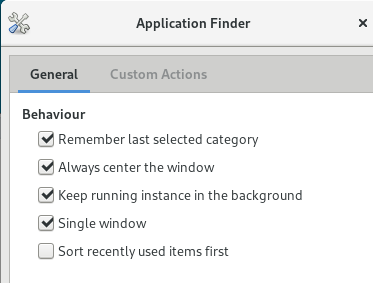 Application Finder
General Custom Actions
Behaviour
Remember last selected category
Always center the window
Keep running instance in the background
Single window
Sort recently used items first